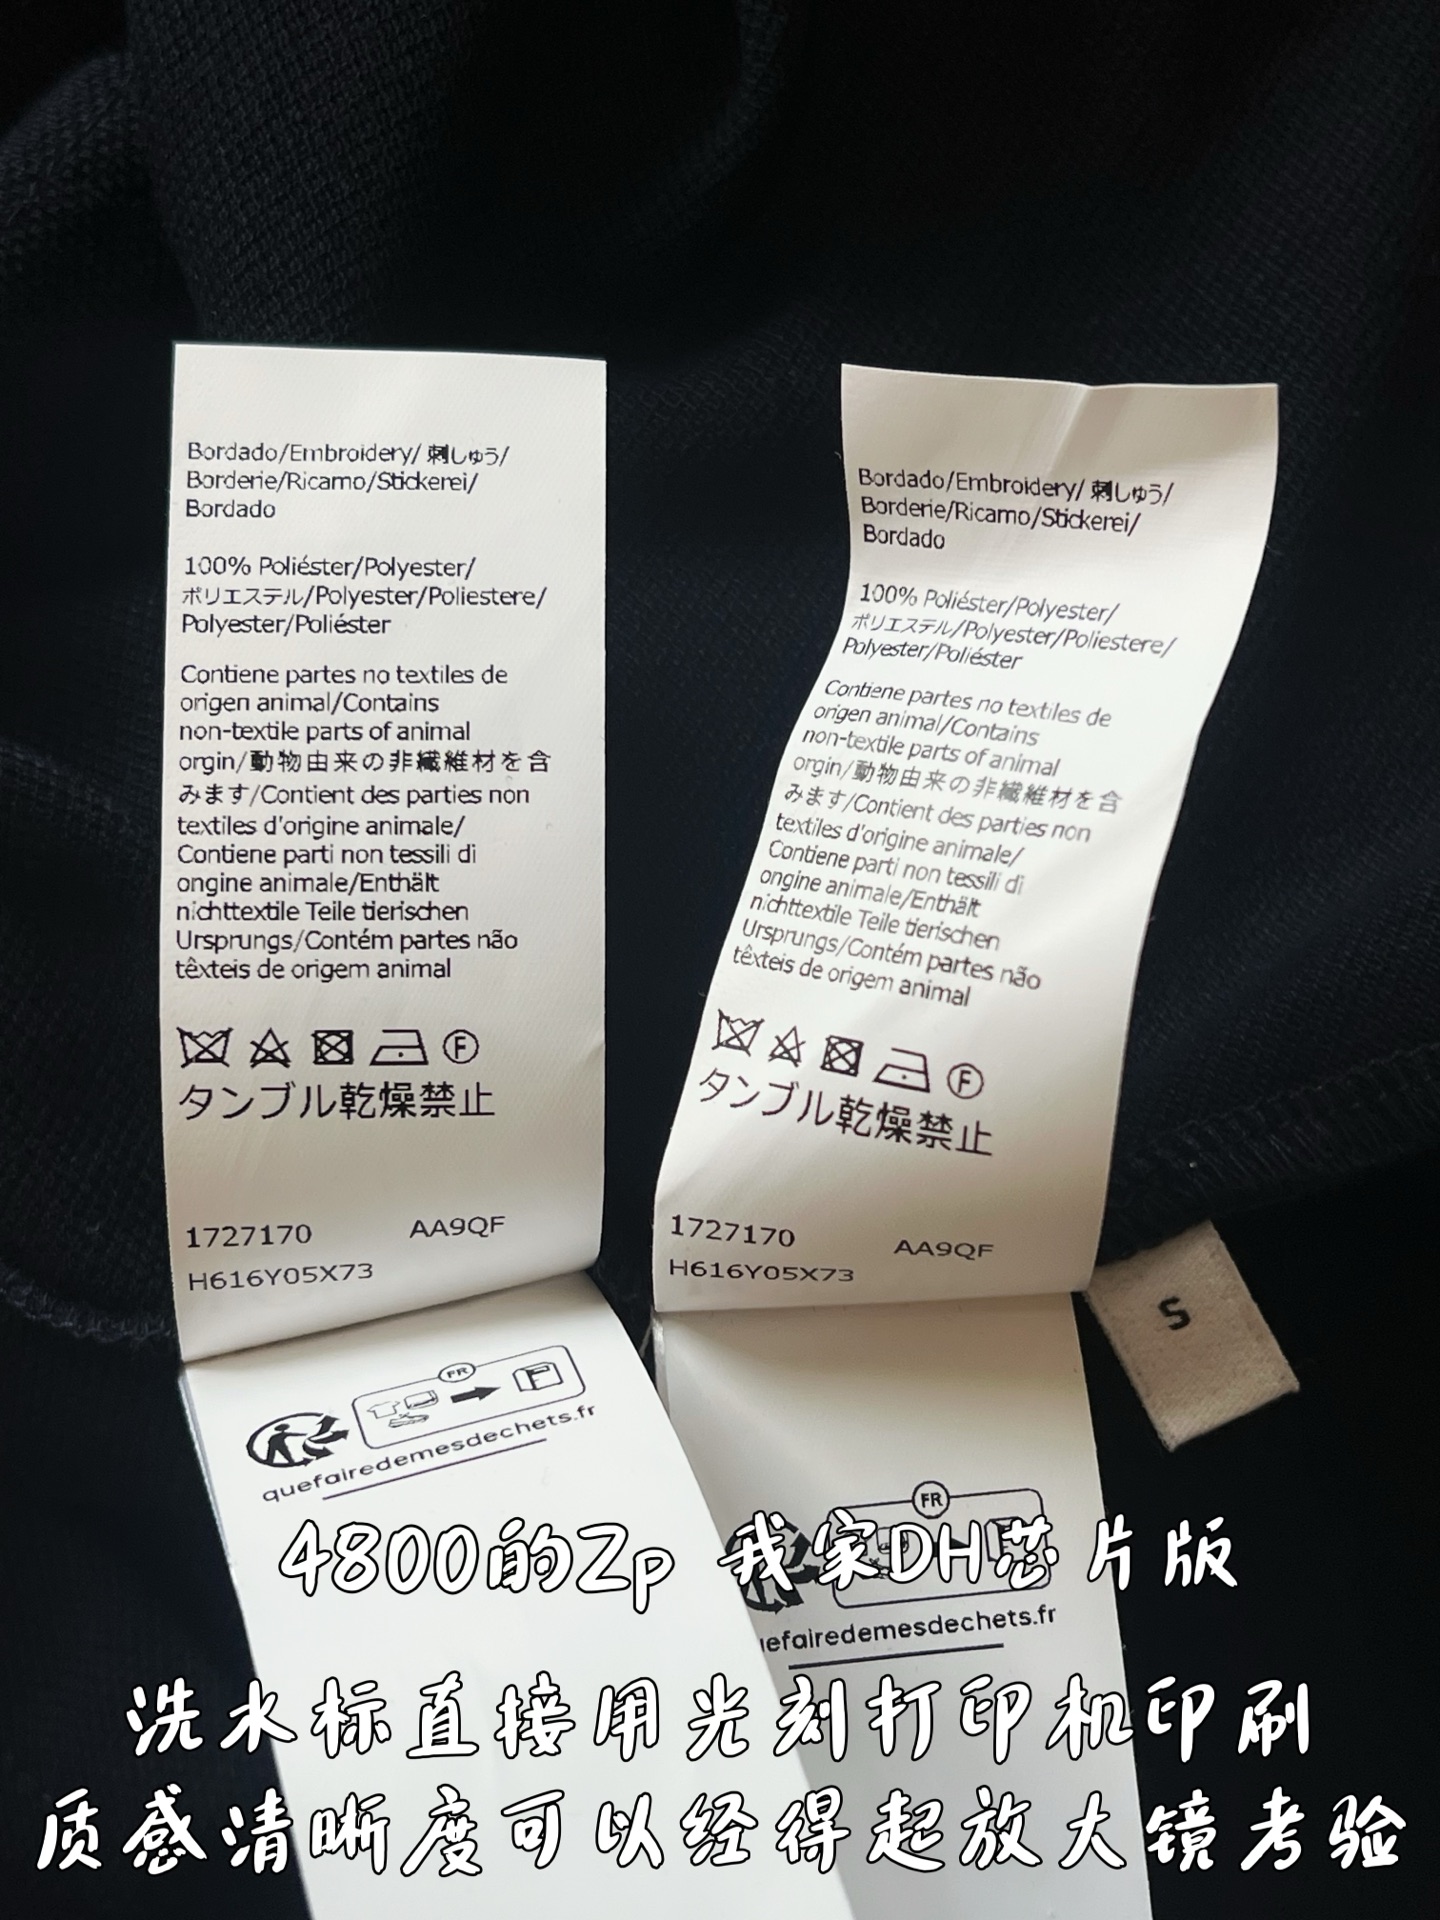 Bordado/Embroidery/ 刺しゅう/
Borderie/Ricamo/Stickerei/
Bordado
100% Poliéster/Polyester/
ポリエステル/Polyester/Poliestere/
Polyester/Poliéster
Contiene partes no textiles de
origen animal/Contains
non-textile parts of animal
orgin/動物由来の非繊維材を含
みます/Contient des parties non
textiles d'origine animale/
Contiene parti non tessili di
ongine animale/Enthält
nichttextile Teile tierischen
Ursprungs/Contém partes não
têxteis de origem animal
F
タンブル乾燥禁止
1727170 AA9QF
H616Y05X73
FR
quefairedemesdechets.fr
Bordado/Embroidery/ 刺しゅう/
Borderie/Ricamo/Stickerei/
Bordado
100% Poliéster/Polyester/
ポリエステル/Polyester/Poliestere/
Polyester/Poliéster
Contiene partes no textiles de
origen animal/Contains
non-textile parts of animal
orgin/動物由来の非繊維材を含
みます/Contient des parties non
textiles d'origine animale/
Contiene parti non tessili di
ongine animale/Enthält
nichttextile Teile tierischen
Ursprungs/Contém partes não
têxteis de origem animal
F
タンブル乾燥禁止
1727170 AA9QF
H616Y05X73
S
FR
uefairedemesdechets.fr
4800的Zp 我家DH芯片版
洗水标直接用光刻打印机印刷
质感清晰度可以经得起放大镜考验